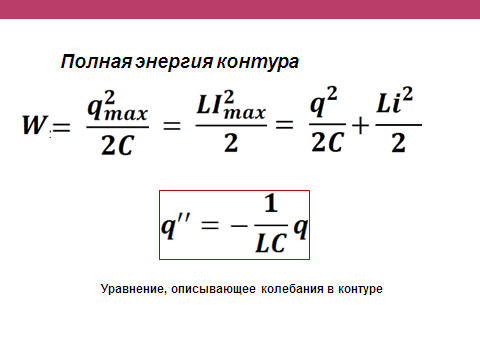 Полная энергия контура
W = q²max / 2C = LI²max / 2 = q² / 2C + Li² / 2
q′′ = − 1 / LC q
Уравнение, описывающее колебания в контуре